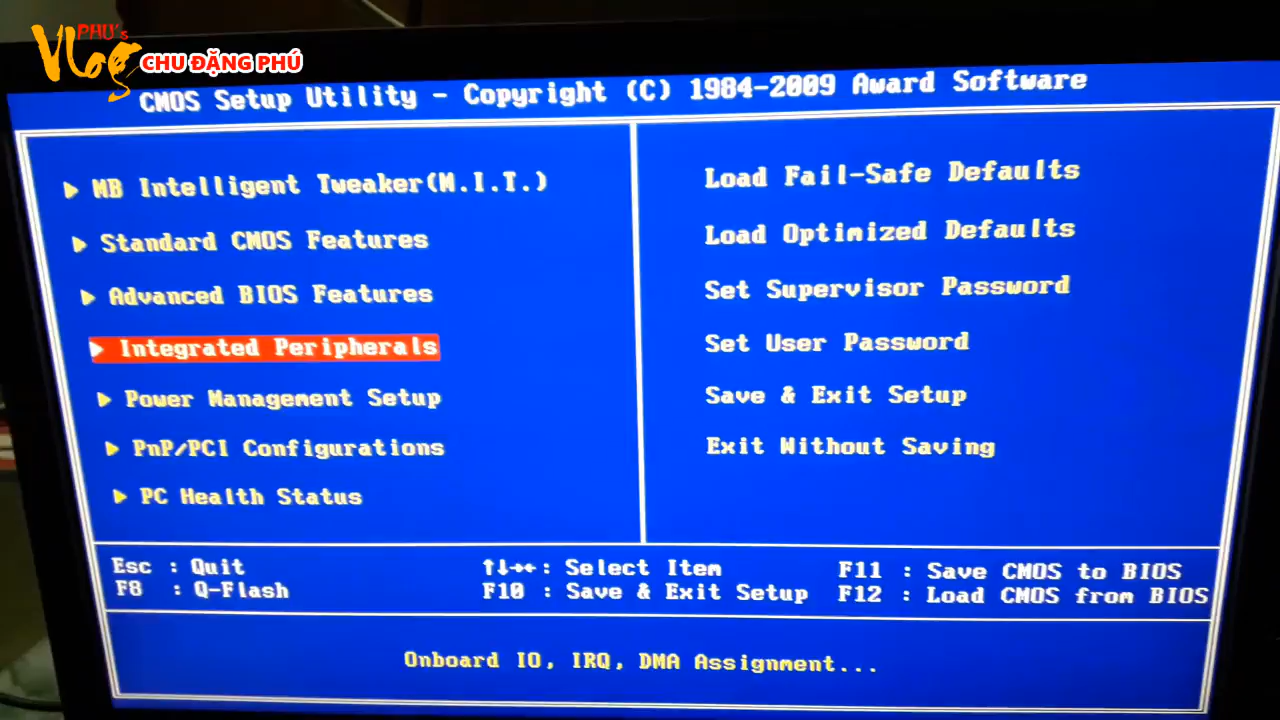 PHU's
Vlog
CHU ĐẶNG PHÚ
CMOS Setup Utility - Copyright (C) 1984-2009 Award Software
▶ MB Intelligent Tweaker(M.I.T.)
▶ Standard CMOS Features
▶ Advanced BIOS Features
▶ Integrated Peripherals
▶ Power Management Setup
▶ PnP/PCI Configurations
▶ PC Health Status
Load Fail-Safe Defaults
Load Optimized Defaults
Set Supervisor Password
Set User Password
Save & Exit Setup
Exit Without Saving
Esc : Quit ↑↓→←: Select Item F11 : Save CMOS to BIOS
F8 : Q-Flash F10 : Save & Exit Setup F12 : Load CMOS from BIOS
Onboard IO, IRQ, DMA Assignment...